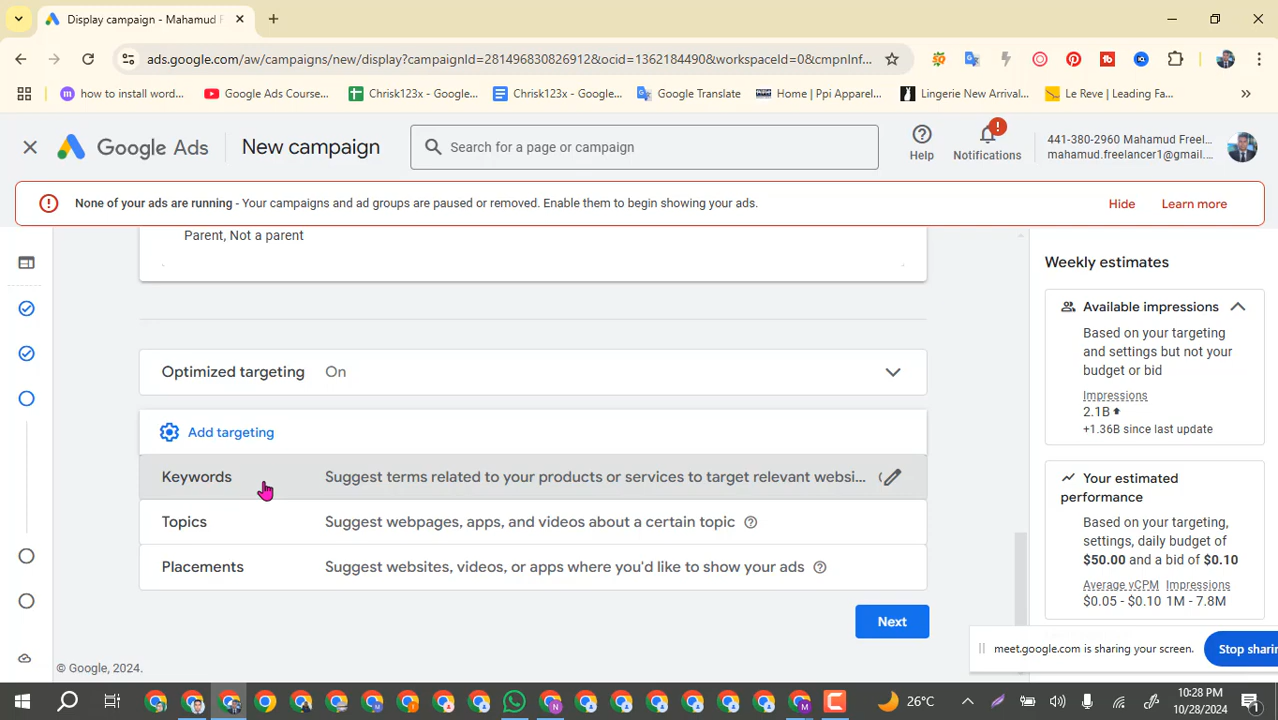 Display campaign - Mahamud Fr
ads.google.com/aw/campaigns/new/display?campaignId=281496830826912&ocid=1362184490&workspaceId=0&cmpnInf...
how to install word...
Google Ads Course...
Chrisk123x - Google...
Chrisk123x - Google...
Google Translate
Home | Ppi Apparel...
Lingerie New Arrival...
Le Reve | Leading Fa...
Google Ads
New campaign
Search for a page or campaign
Help
Notifications
441-380-2960 Mahamud Freel...
mahamud.freelancer1@gmail....
None of your ads are running - Your campaigns and ad groups are paused or removed. Enable them to begin showing your ads.
Hide
Learn more
Parent, Not a parent
Optimized targeting On
Add targeting
Keywords Suggest terms related to your products or services to target relevant websi...
Topics Suggest webpages, apps, and videos about a certain topic
Placements Suggest websites, videos, or apps where you'd like to show your ads
Next
© Google, 2024.
Weekly estimates
Available impressions
Based on your targeting
and settings but not your
budget or bid
Impressions
2.1B
+1.36B since last update
Your estimated
performance
Based on your targeting,
settings, daily budget of
$50.00 and a bid of $0.10
Average vCPM Impressions
$0.05 - $0.10 1M - 7.8M
meet.google.com is sharing your screen.
Stop sharin
26°C
10:28 PM
10/28/2024